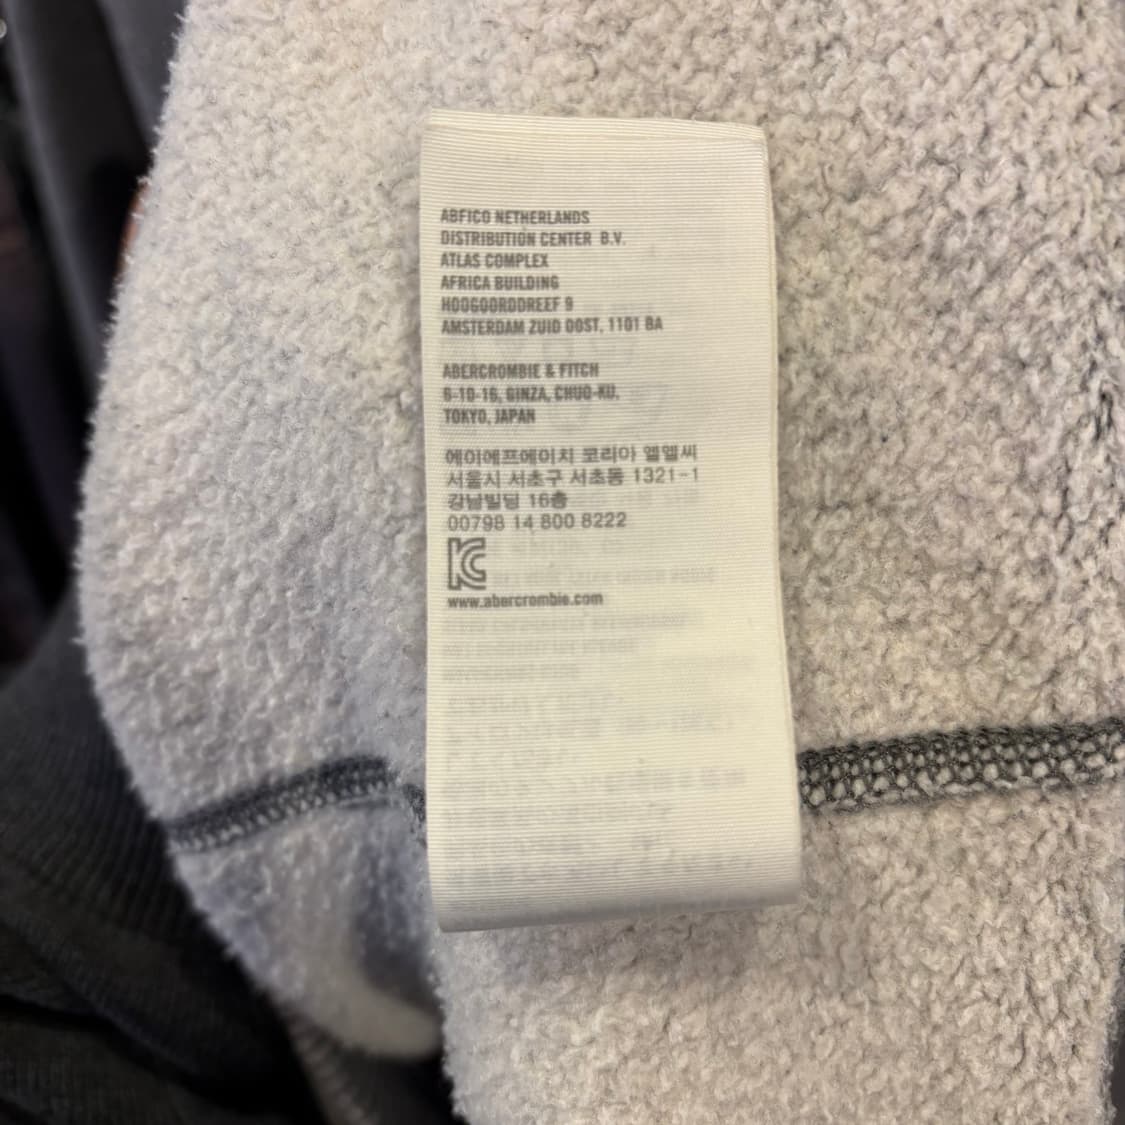 ABFICO NETHERLANDS
DISTRIBUTION CENTER B.V.
ATLAS COMPLEX
AFRICA BUILDING
HOOGOORDDREEF 9
AMSTERDAM ZUID OOST, 1101 BA
ABERCROMBIE & FITCH
6-10-16, GINZA, CHUO-KU,
TOKYO, JAPAN
에이에프에이치 코리아 엘엘씨
서울시 서초구 서초동 1321-1
강남빌딩 16층
00798 14 800 8222
KC
www.abercrombie.com